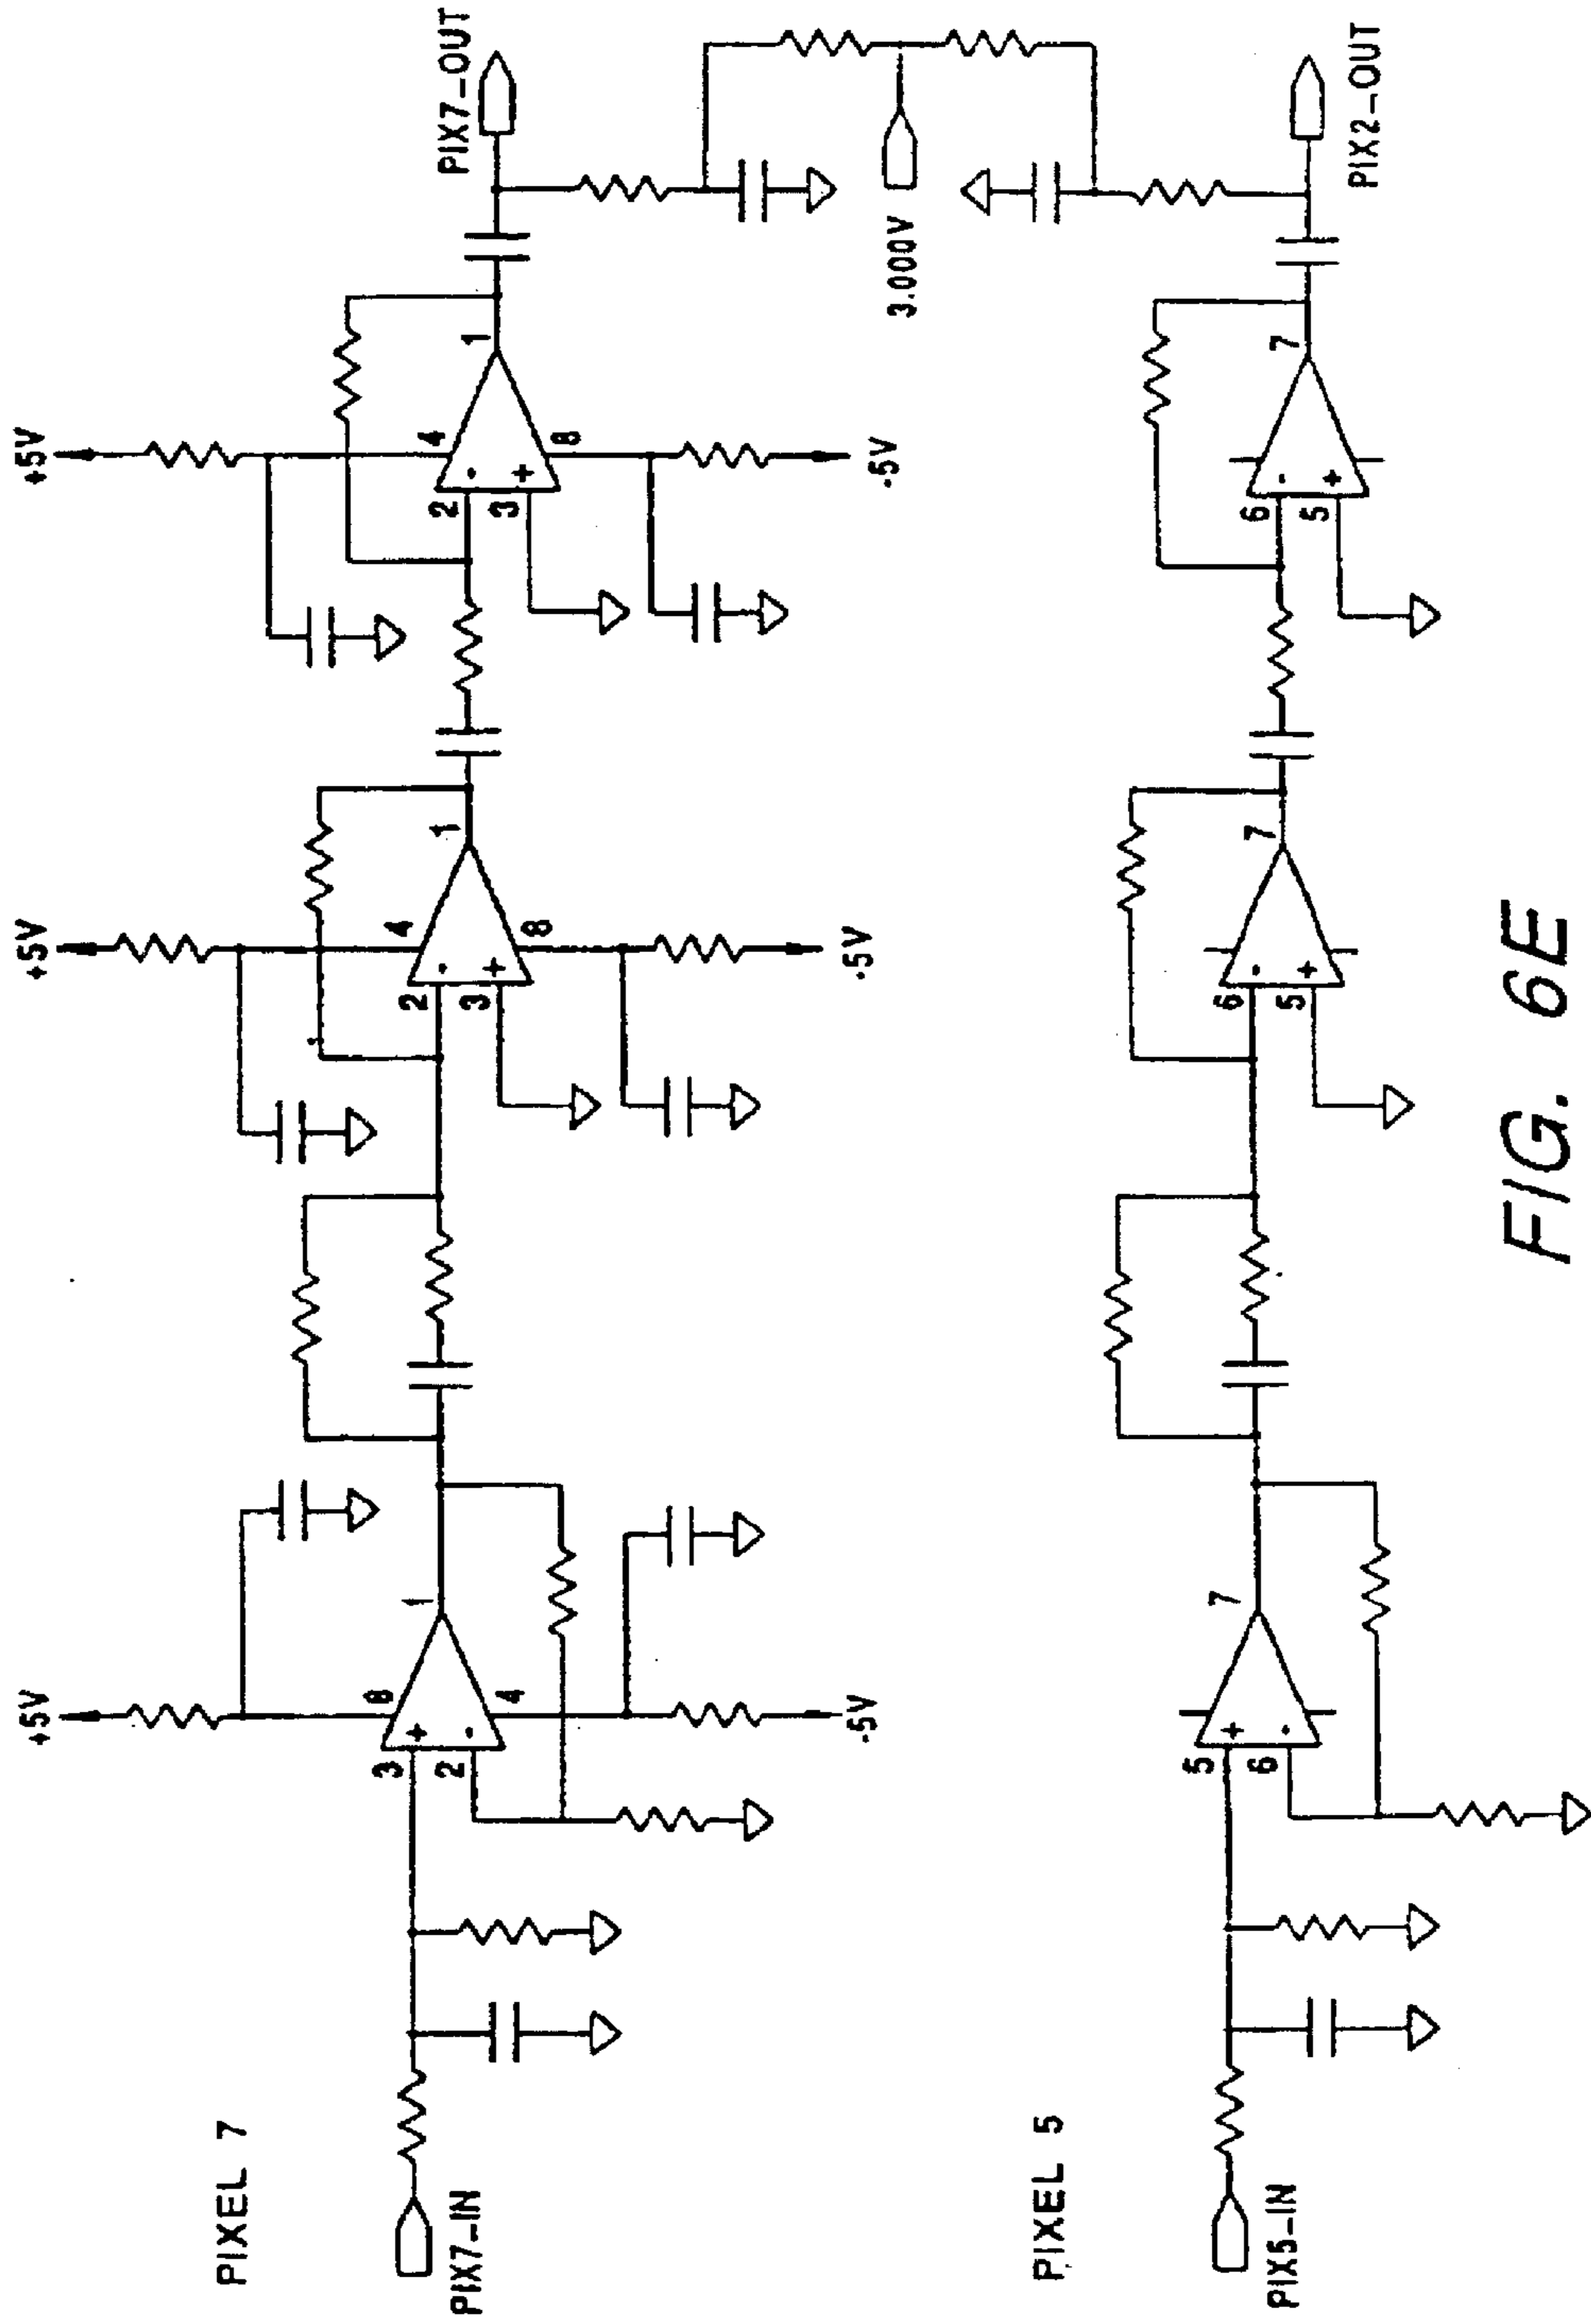 PIXEL 7
PIX7-IN
+5V
3
2
8
4
1
-5V
+5V
2
3
4
8
1
-5V
+5V
2
3
4
8
1
-5V
PIX7-OUT
3.000V
PIXEL 5
PIX5-IN
5
6
7
6
5
7
6
5
7
PIX2-OUT
FIG. 6E